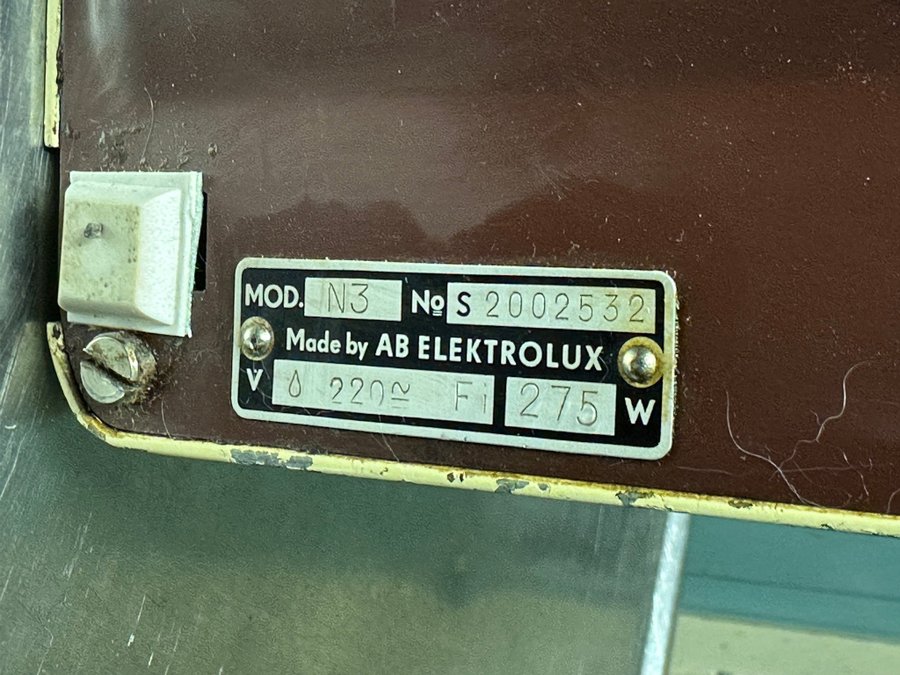 MOD. N3 No S 2002532
Made by AB ELEKTROLUX
V 220≃ Fi 275 W